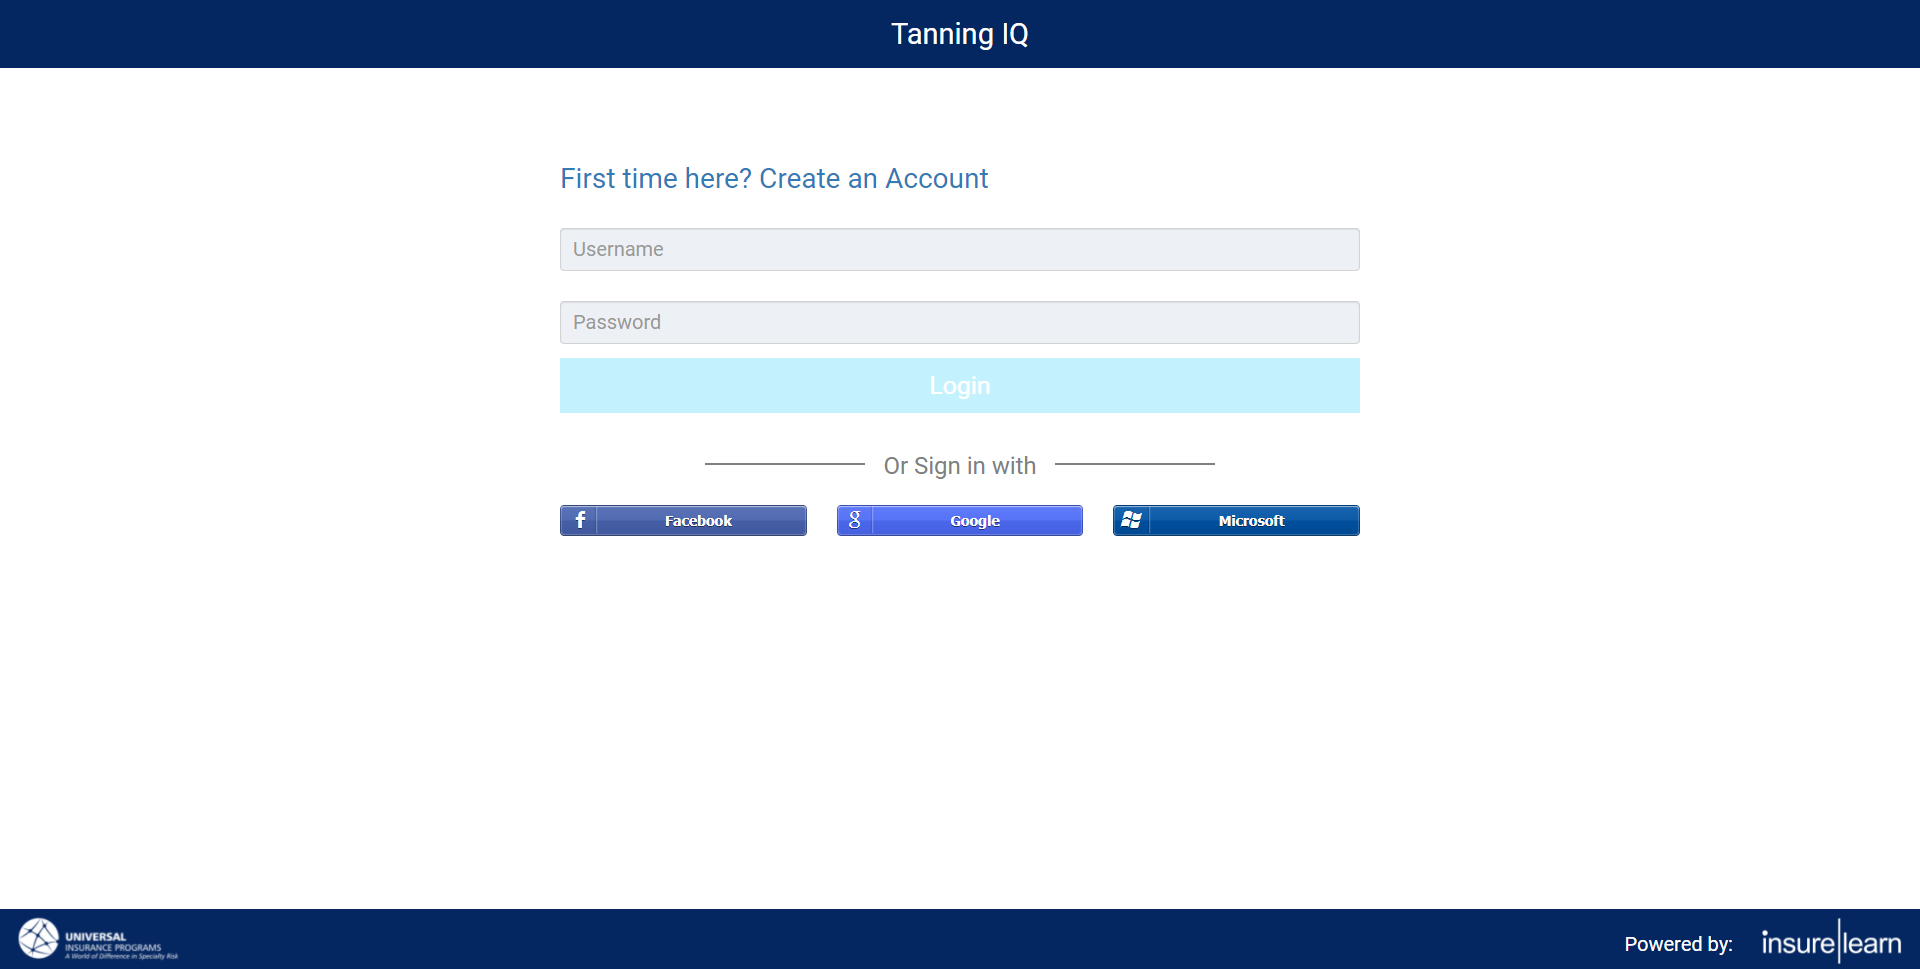 Tanning IQ
First time here? Create an Account
Username
Password
Login
Or Sign in with
f Facebook
g Google
Microsoft
UNIVERSAL
INSURANCE PROGRAMS
A World of Difference in Specialty Risk
Powered by:
insure|learn